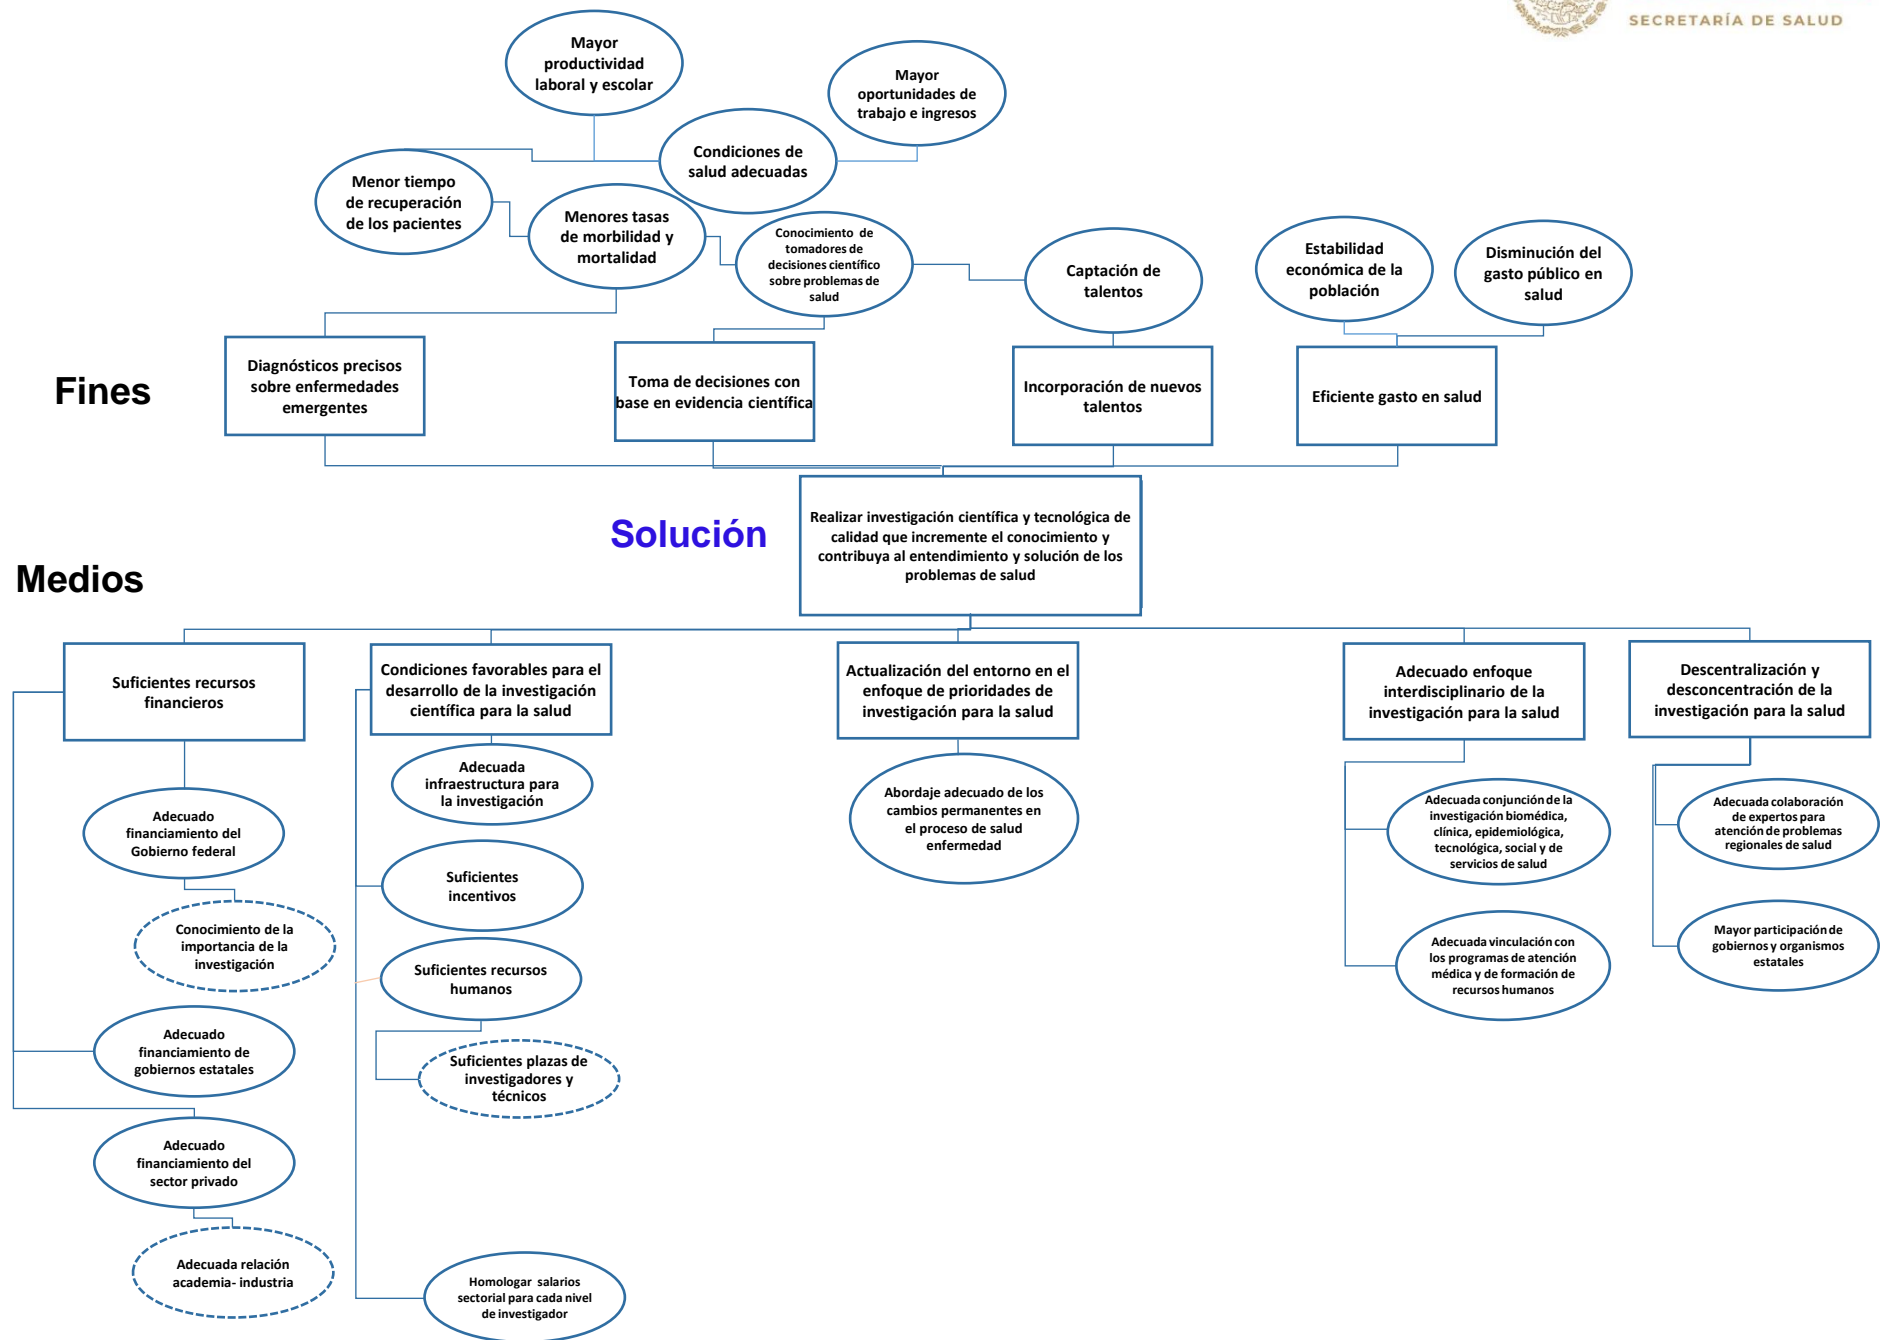 SECRETARÍA DE SALUD
Mayor
productividad
laboral y escolar
Mayor
oportunidades de
trabajo e ingresos
Condiciones de
salud adecuadas
Menor tiempo
de recuperación
de los pacientes
Menores tasas
de morbilidad y
mortalidad
Conocimiento de
tomadores de
decisiones científico
sobre problemas de
salud
Captación de
talentos
Estabilidad
económica de la
población
Disminución del
gasto público en
salud
Fines
Diagnósticos precisos
sobre enfermedades
emergentes
Toma de decisiones con
base en evidencia científica
Incorporación de nuevos
talentos
Eficiente gasto en salud
Solución
Realizar investigación científica y tecnológica de
calidad que incremente el conocimiento y
contribuya al entendimiento y solución de los
problemas de salud
Medios
Suficientes recursos
financieros
Condiciones favorables para el
desarrollo de la investigación
científica para la salud
Actualización del entorno en el
enfoque de prioridades de
investigación para la salud
Adecuado enfoque
interdisciplinario de la
investigación para la salud
Descentralización y
desconcentración de la
investigación para la salud
Adecuado
financiamiento del
Gobierno federal
Conocimiento de la
importancia de la
investigación
Adecuado
financiamiento de
gobiernos estatales
Adecuado
financiamiento del
sector privado
Adecuada relación
academia- industria
Adecuada
infraestructura para
la investigación
Suficientes
incentivos
Suficientes recursos
humanos
Suficientes plazas de
investigadores y
técnicos
Homologar salarios
sectorial para cada nivel
de investigador
Abordaje adecuado de los
cambios permanentes en
el proceso de salud
enfermedad
Adecuada conjunción de la
investigación biomédica,
clínica, epidemiológica,
tecnológica, social y de
servicios de salud
Adecuada vinculación con
los programas de atención
médica y de formación de
recursos humanos
Adecuada colaboración
de expertos para
atención de problemas
regionales de salud
Mayor participación de
gobiernos y organismos
estatales